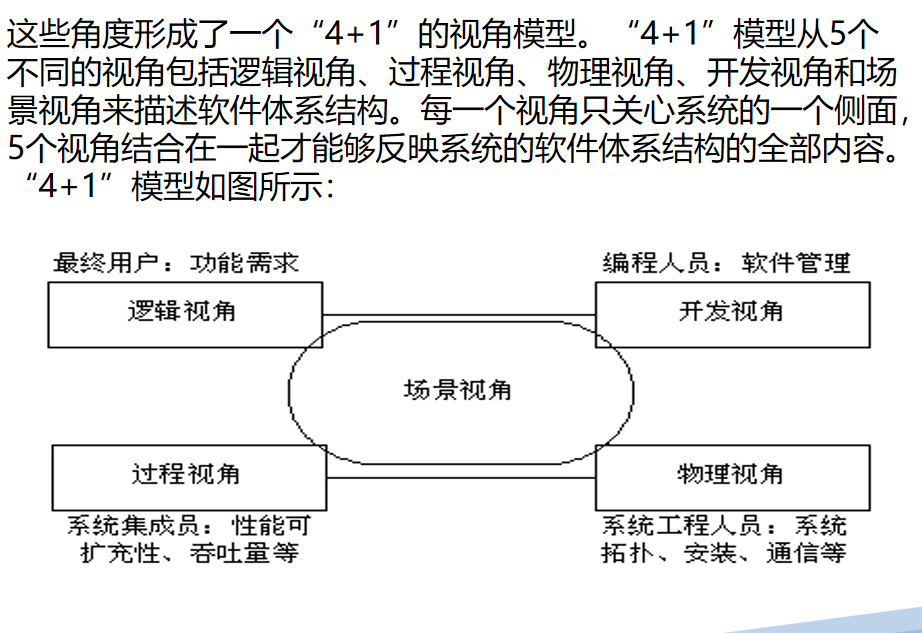 这些角度形成了一个“4+1”的视角模型。“4+1”模型从5个
不同的视角包括逻辑视角、过程视角、物理视角、开发视角和场
景视角来描述软件体系结构。每一个视角只关心系统的一个侧面，
5个视角结合在一起才能够反映系统的软件体系结构的全部内容。
“4+1”模型如图所示：
最终用户：功能需求
编程人员：软件管理
逻辑视角
开发视角
场景视角
过程视角
物理视角
系统集成员：性能可
扩充性、吞吐量等
系统工程人员：系统
拓扑、安装、通信等